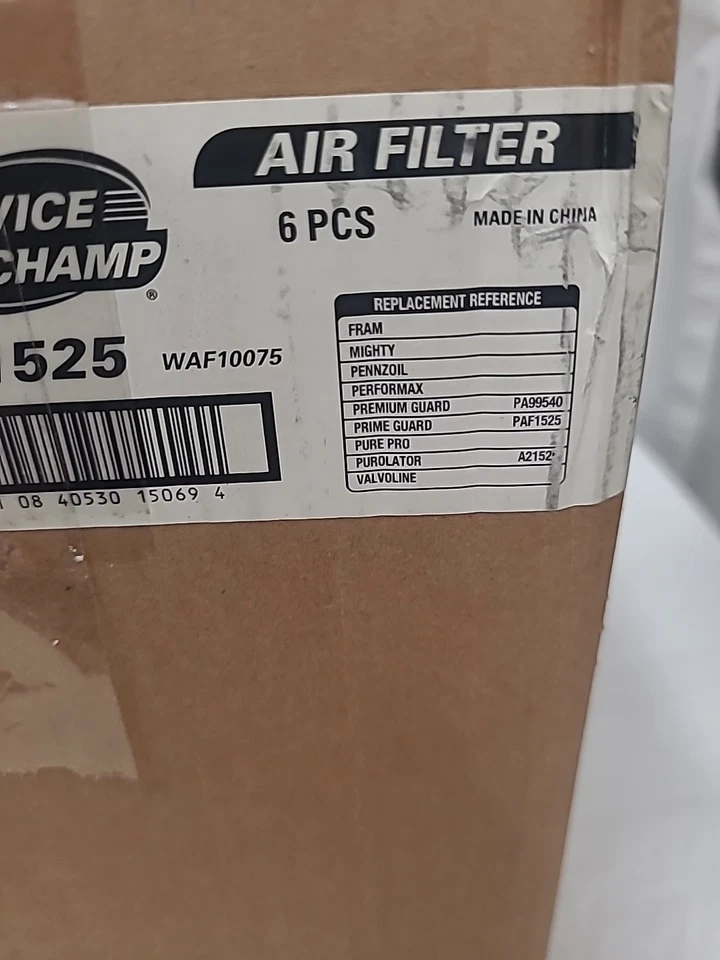 AIR FILTER
VICE
CHAMP
®
6 PCS
MADE IN CHINA
1525
WAF10075
08 40530 15069 4
REPLACEMENT REFERENCE
FRAM
MIGHTY
PENNZOIL
PERFORMAX
PREMIUM GUARD PA99540
PRIME GUARD PAF1525
PURE PRO
PUROLATOR A2152
VALVOLINE